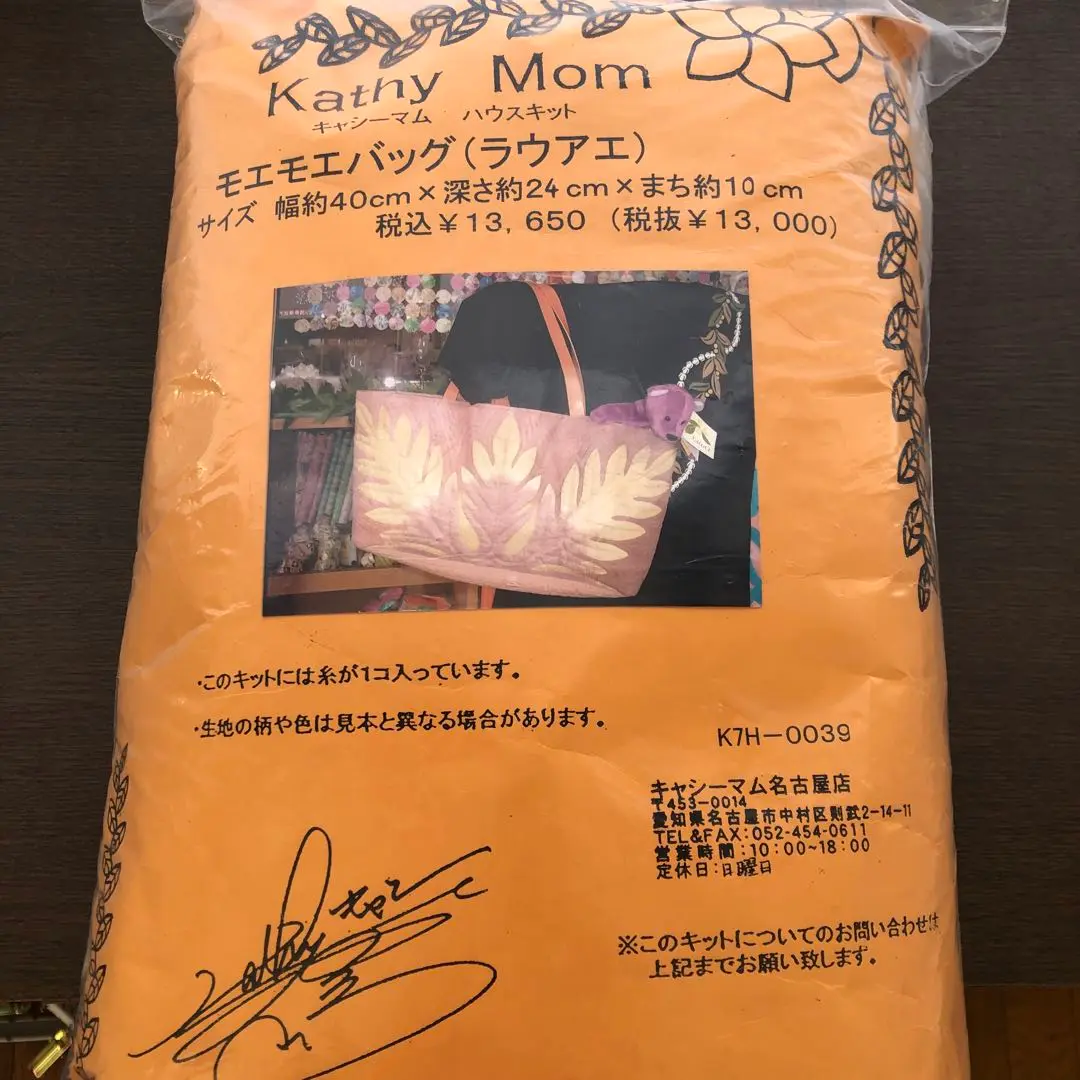 Kathy Mom
キャシーマム ハウスキット
モエモエバッグ(ラウアエ)
サイズ 幅約40cm×深さ約24cm×まち約10cm
税込¥13,650 (税抜¥13,000)
・このキットには糸が1コ入っています。
・生地の柄や色は見本と異なる場合があります。
K7H-0039
キャシーマム名古屋店
〒453-0014
愛知県名古屋市中村区則武2-14-11
TEL&FAX:052-454-0611
営業時間:10:00~18:00
定休日:日曜日
※このキットについてのお問い合わせは
上記までお願い致します。